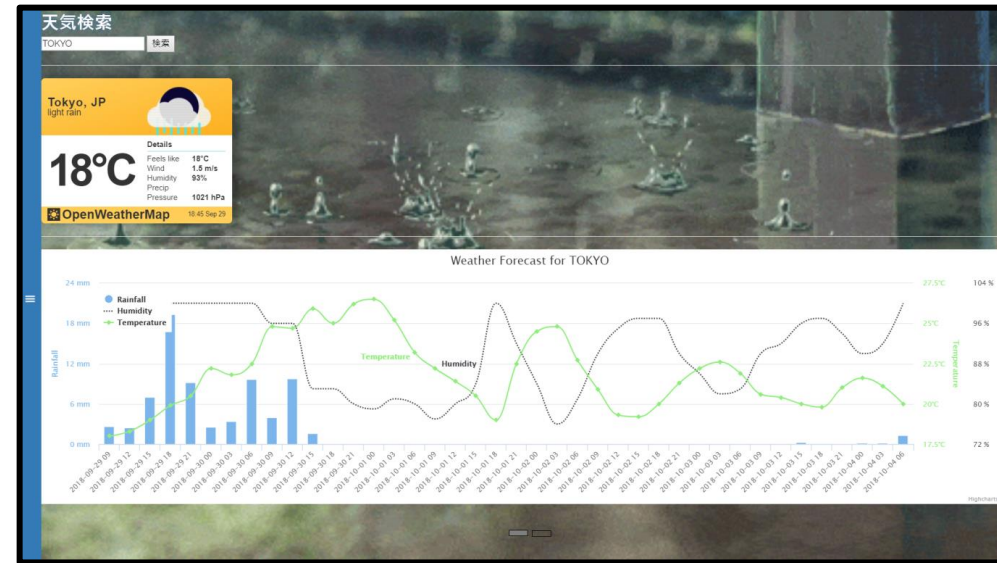 天気検索
TOKYO 検索
Tokyo, JP
light rain
18°C
Details
Feels like 18°C
Wind 1.5 m/s
Humidity 93%
Precip
Pressure 1021 hPa
OpenWeatherMap 16:45 Sep 29
Weather Forecast for TOKYO
24 mm
18 mm
12 mm
6 mm
0 mm
Rainfall
Rainfall
Humidity
Temperature
Temperature
Humidity
27.5°C
25°C
22.5°C
20°C
17.5°C
Temperature
104 %
96 %
88 %
80 %
72 %
2018-09-29 09
2018-09-29 12
2018-09-29 15
2018-09-29 18
2018-09-29 21
2018-09-30 00
2018-09-30 03
2018-09-30 06
2018-09-30 09
2018-09-30 12
2018-09-30 15
2018-09-30 18
2018-09-30 21
2018-10-01 00
2018-10-01 03
2018-10-01 06
2018-10-01 09
2018-10-01 12
2018-10-01 15
2018-10-01 18
2018-10-01 21
2018-10-02 00
2018-10-02 03
2018-10-02 06
2018-10-02 09
2018-10-02 12
2018-10-02 15
2018-10-02 18
2018-10-02 21
2018-10-03 00
2018-10-03 03
2018-10-03 06
2018-10-03 09
2018-10-03 12
2018-10-03 15
2018-10-03 18
2018-10-03 21
2018-10-04 00
2018-10-04 03
2018-10-04 06